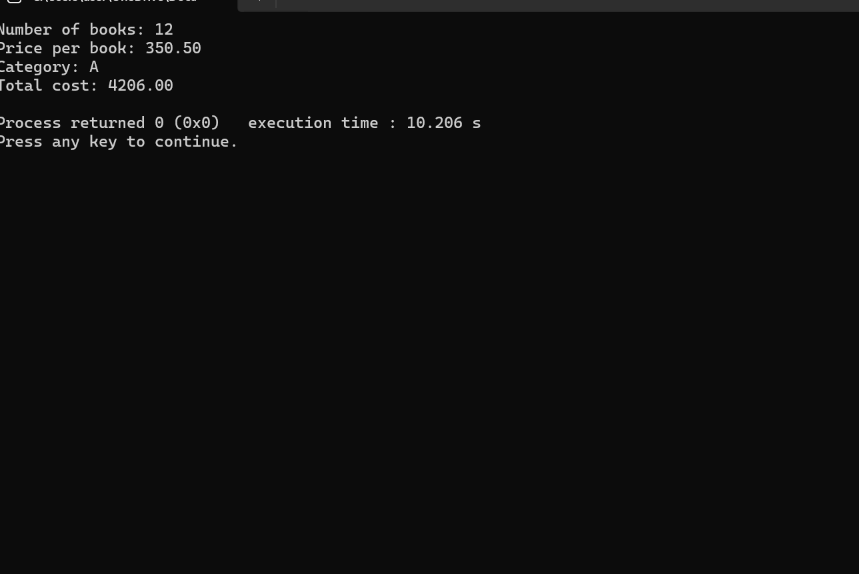 Number of books: 12
Price per book: 350.50
Category: A
Total cost: 4206.00
Process returned 0 (0x0)   execution time : 10.206 s
Press any key to continue.